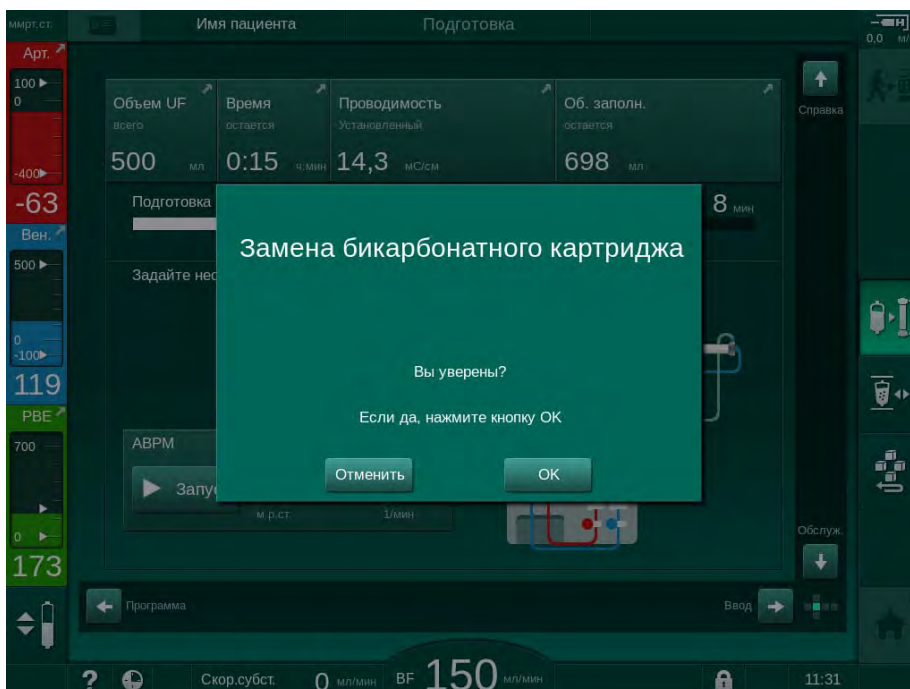 ммрт.ст.
Имя пациента
Подготовка
0,0 м/
Арт.
100
0
-400
-63
Вен.
500
0
-100
119
PBE
700
0
173
Объем UF
всего
500 мл
Время
остается
0:15 ч:мин
Проводимость
Установленный
14,3 мС/см
Об. заполн.
остается
698 мл
Справка
Подготовка
8 мин
Задайте нес
Замена бикарбонатного картриджа
Вы уверены?
Если да, нажмите кнопку OK
Отменить
OK
АВРМ
Запу
1/мин
Обслуж.
Программа
Ввод
?
Скор.субст. 0 мл/мин
BF 150 мл/мин
11:31